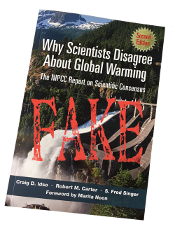 Why Scientists Disagree
About Global Warming
Second
Edition
The NIPCC Report on Scientific Consensus
FAKE
Craig D. Idso · Robert M. Carter · S. Fred Singer
Foreword by Marita Noon